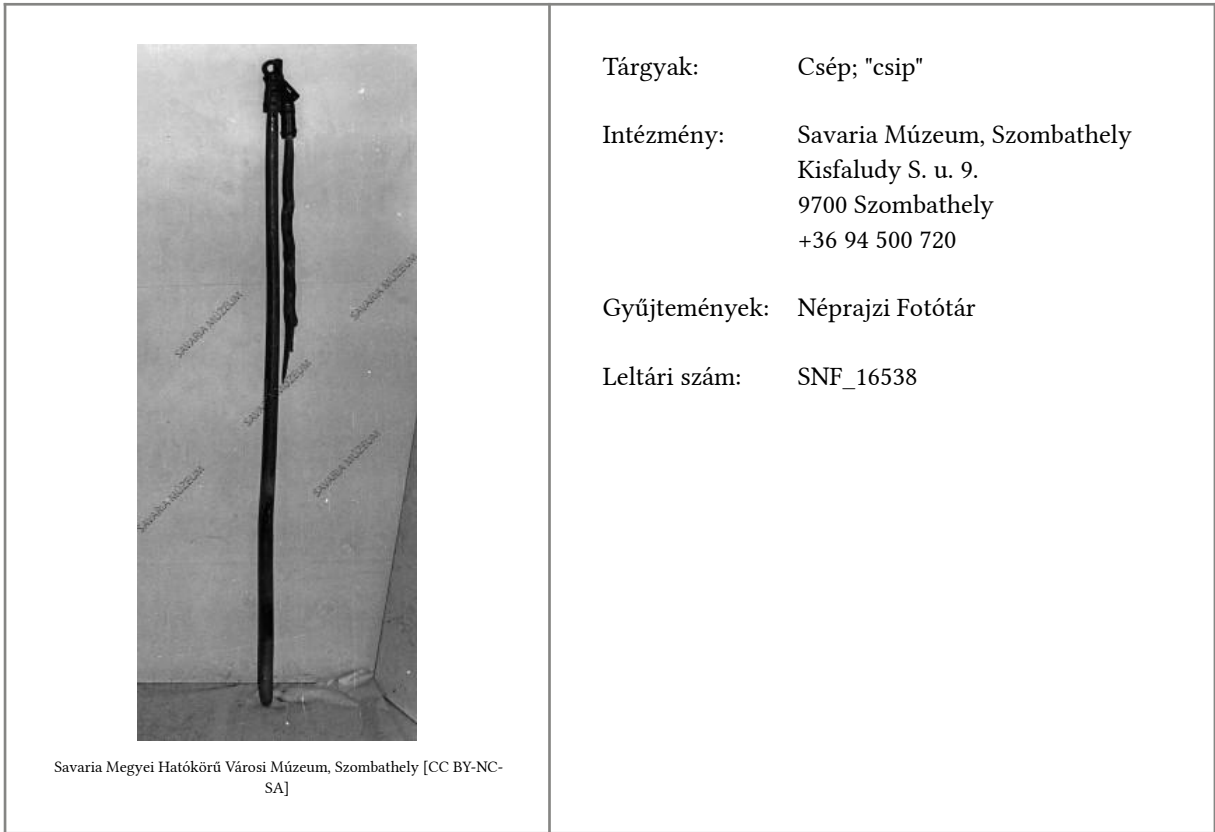 SAVARIA MÚZEUM
SAVARIA MÚZEUM
SAVARIA MÚZEUM
SAVARIA MÚZEUM
SAVARIA MÚZEUM
Savaria Megyei Hatókörű Városi Múzeum, Szombathely [CC BY-NC-
SA]
Tárgyak: Csép; "csip"
Intézmény: Savaria Múzeum, Szombathely
Kisfaludy S. u. 9.
9700 Szombathely
+36 94 500 720
Gyűjtemények: Néprajzi Fotótár
Leltári szám: SNF_16538